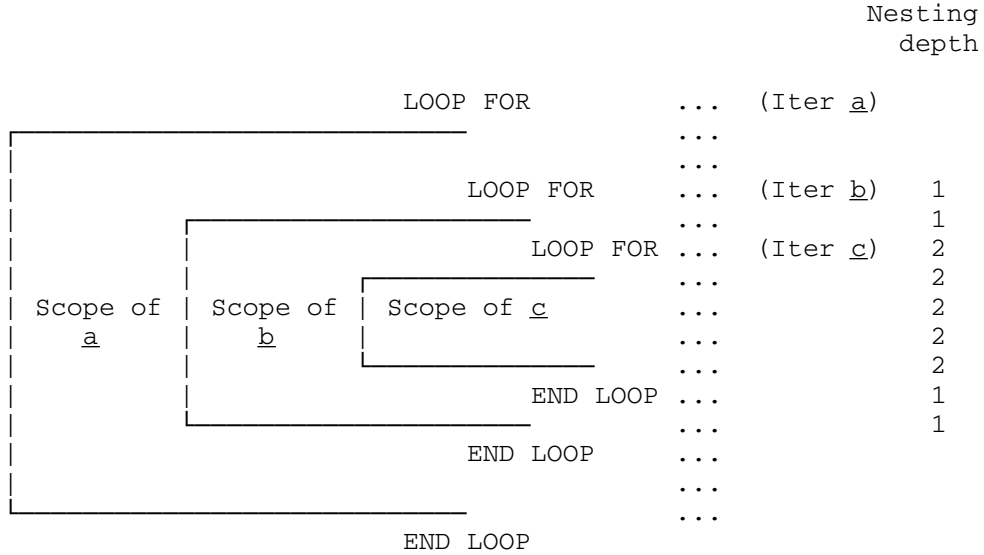 Nesting
depth
LOOP FOR ... (Iter a)
...
...
LOOP FOR ... (Iter b) 1
... 1
LOOP FOR ... (Iter c) 2
... 2
Scope of Scope of Scope of c ... 2
a b ... 2
... 2
END LOOP ... 1
... 1
END LOOP ...
...
...
END LOOP